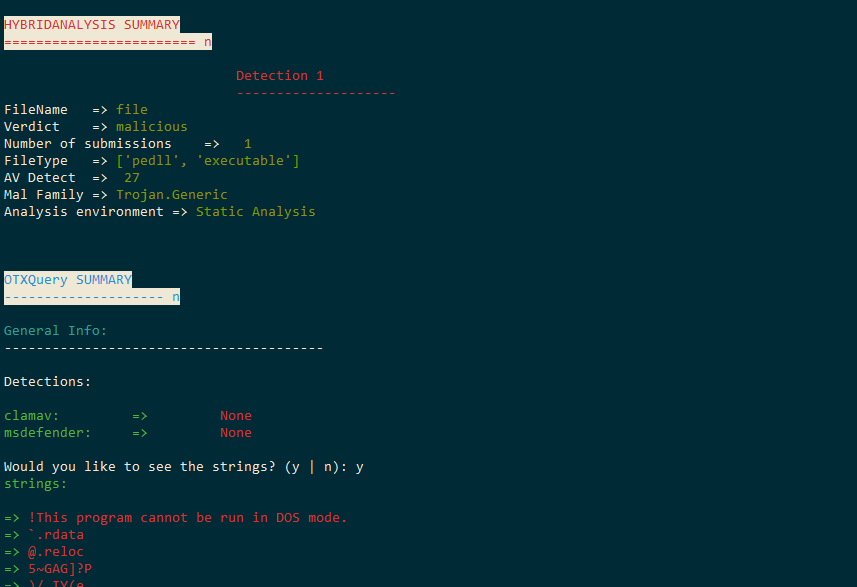 HYBRIDANALYSIS SUMMARY
======================== n
Detection 1
--------------------
FileName => file
Verdict => malicious
Number of submissions => 1
FileType => ['pedll', 'executable']
AV Detect => 27
Mal Family => Trojan.Generic
Analysis environment => Static Analysis
OTXQuery SUMMARY
-------------------- n
General Info:
----------------------------------------
Detections:
clamav: => None
msdefender: => None
Would you like to see the strings? (y | n): y
strings:
=> !This program cannot be run in DOS mode.
=> `.rdata
=> @.reloc
=> 5~GAG]?P